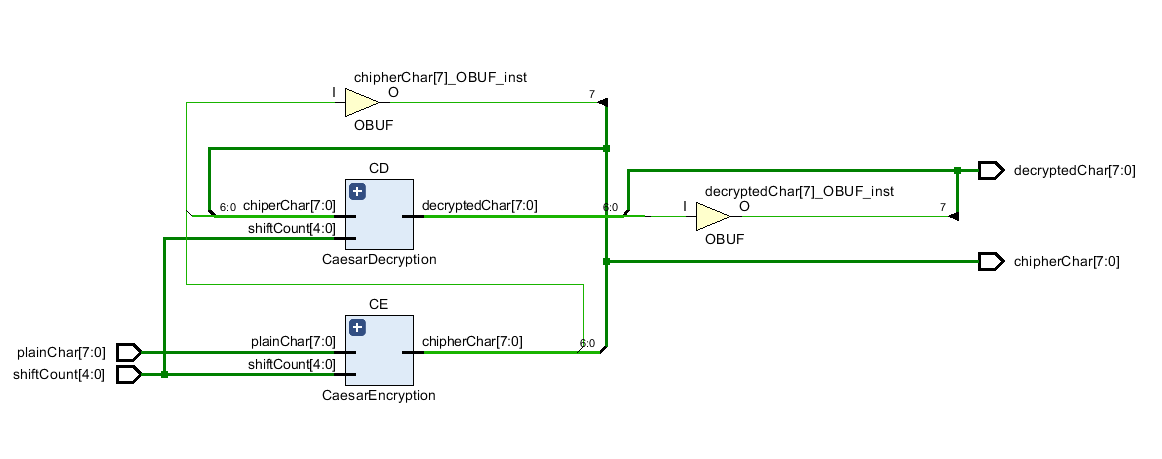 chipherChar[7]_OBUF_inst
I
O
7
OBUF
CD
decryptedChar[7:0]
decryptedChar[7]_OBUF_inst
6:0
chiperChar[7:0]
decryptedChar[7:0]
6:0
I
O
7
shiftCount[4:0]
OBUF
CaesarDecryption
chipherChar[7:0]
CE
plainChar[7:0]
plainChar[7:0]
chipherChar[7:0]
6:0
shiftCount[4:0]
shiftCount[4:0]
CaesarEncryption